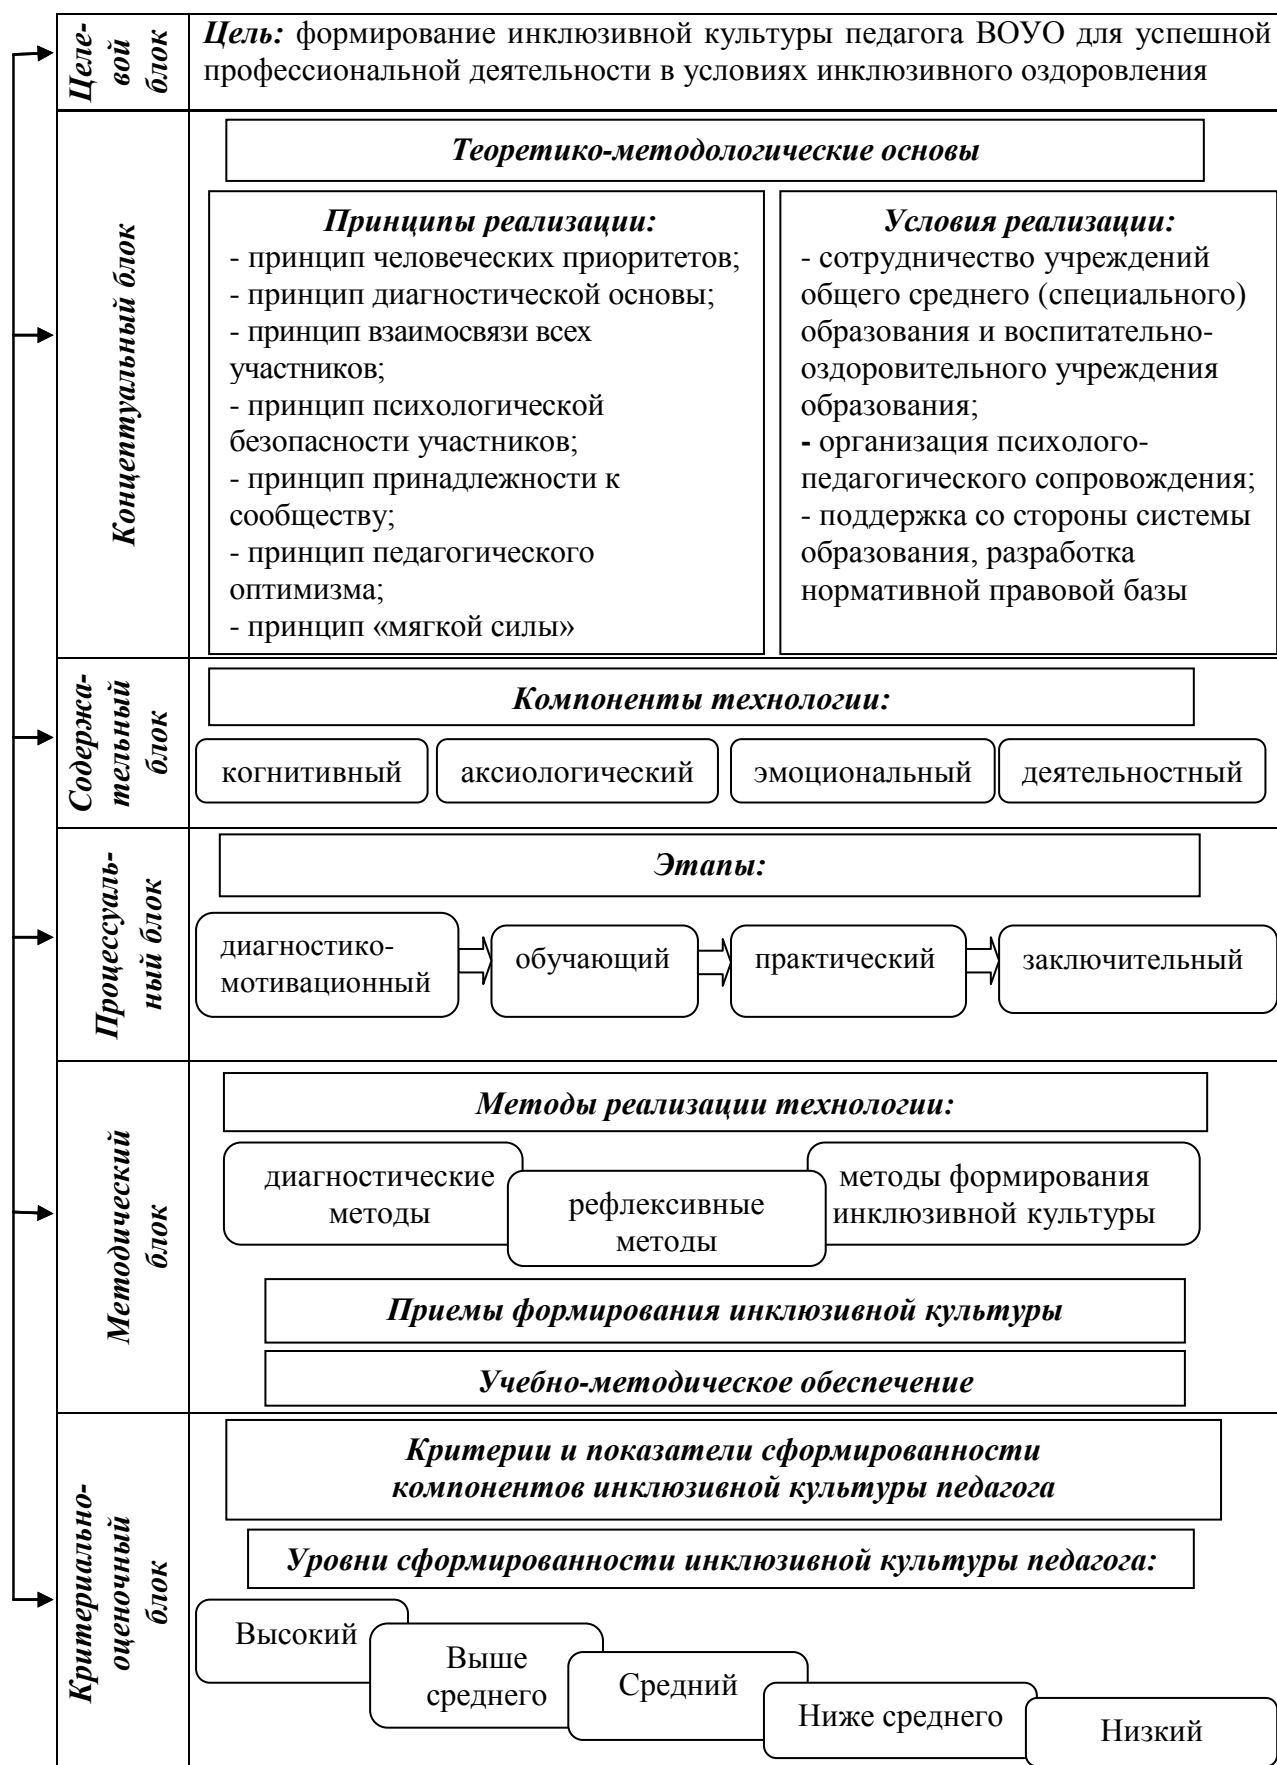 Целе-
вой
блок
Цель: формирование инклюзивной культуры педагога ВОУО для успешной
профессиональной деятельности в условиях инклюзивного оздоровления
Концептуальный блок
Теоретико-методологические основы
Принципы реализации:
- принцип человеческих приоритетов;
- принцип диагностической основы;
- принцип взаимосвязи всех
участников;
- принцип психологической
безопасности участников;
- принцип принадлежности к
сообществу;
- принцип педагогического
оптимизма;
- принцип «мягкой силы»
Условия реализации:
- сотрудничество учреждений
общего среднего (специального)
образования и воспитательно-
оздоровительного учреждения
образования;
- организация психолого-
педагогического сопровождения;
- поддержка со стороны системы
образования, разработка
нормативной правовой базы
Содержа-
тельный
блок
Компоненты технологии:
когнитивный
аксиологический
эмоциональный
деятельностный
Процессуаль-
ный блок
Этапы:
диагностико-
мотивационный
обучающий
практический
заключительный
Методический
блок
Методы реализации технологии:
диагностические
методы
рефлексивные
методы
методы формирования
инклюзивной культуры
Приемы формирования инклюзивной культуры
Учебно-методическое обеспечение
Критериально-
оценочный
блок
Критерии и показатели сформированности
компонентов инклюзивной культуры педагога
Уровни сформированности инклюзивной культуры педагога:
Высокий
Выше
среднего
Средний
Ниже среднего
Низкий